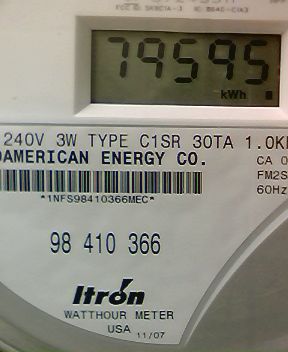 79595
kWh
240V 3W TYPE C1SR 30TA 1.0K
AMERICAN ENERGY CO.
CA 0
FM2S
60Hz
*1NFS98410366MEC*
98 410 366
Itron
WATTHOUR METER
USA 11/07